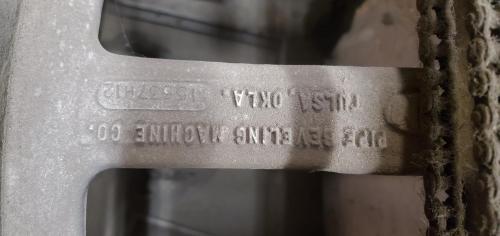 PIPE BEVELING MACHINE CO.
TULSA, OKLA.